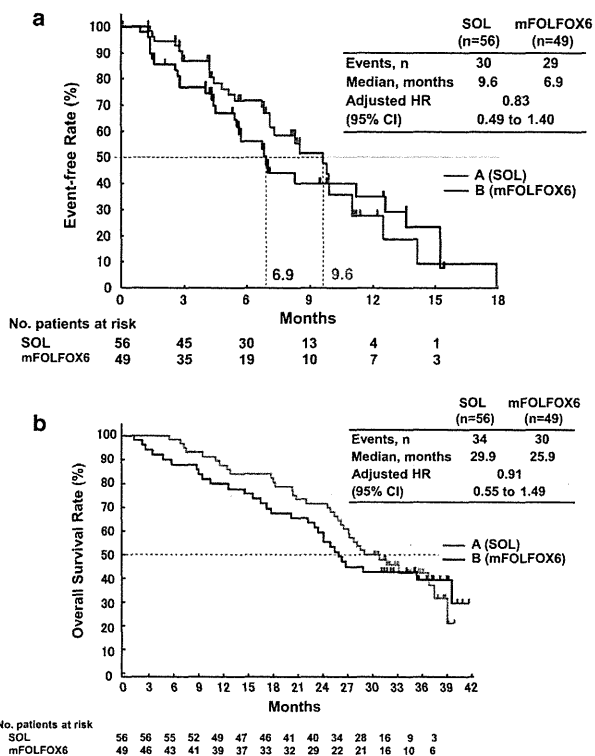 a
SOL mFOLFOX6
(n=56) (n=49)
Events, n 30 29
Median, months 9.6 6.9
Adjusted HR 0.83
(95% CI) 0.49 to 1.40
Event-free Rate (%)
100
90
80
70
60
50
40
30
20
10
0
A (SOL)
B (mFOLFOX6)
6.9 9.6
0 3 6 9 12 15 18
Months
No. patients at risk
SOL 56 45 30 13 4 1
mFOLFOX6 49 35 19 10 7 3
b
SOL mFOLFOX6
(n=56) (n=49)
Events, n 34 30
Median, months 29.9 25.9
Adjusted HR 0.91
(95% CI) 0.55 to 1.49
Overall Survival Rate (%)
100
90
80
70
60
50
40
30
20
10
0
A (SOL)
B (mFOLFOX6)
0 3 6 9 12 15 18 21 24 27 30 33 36 39 42
Months
No. patients at risk
SOL 56 56 55 52 49 47 46 41 40 34 28 16 9 3
mFOLFOX6 49 46 43 41 39 37 33 32 29 22 21 16 10 6